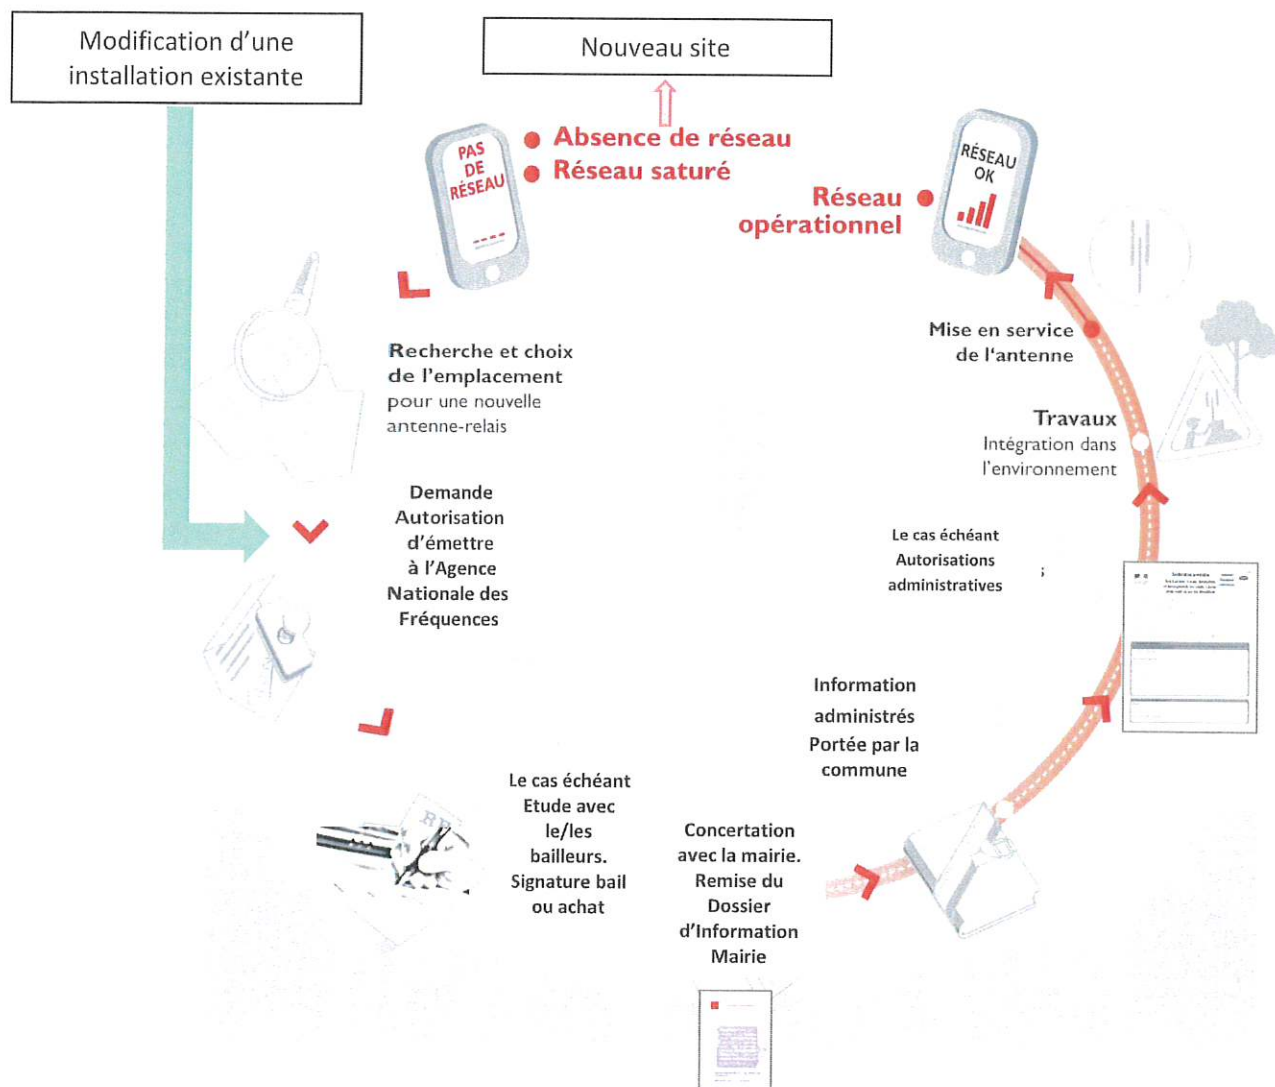 Modification d’une
installation existante
Nouveau site
Absence de réseau
Réseau saturé
PAS
DE
RÉSEAU
RÉSEAU
OK
Réseau
opérationnel
Recherche et choix
de l’emplacement
pour une nouvelle
antenne-relais
Demande
Autorisation
d’émettre
à l’Agence
Nationale des
Fréquences
Le cas échéant
Etude avec
le/les
bailleurs.
Signature bail
ou achat
Concertation
avec la mairie.
Remise du
Dossier
d’Information
Mairie
Information
administrés
Portée par la
commune
Le cas échéant
Autorisations
administratives
Travaux
Intégration dans
l’environnement
Mise en service
de l’antenne